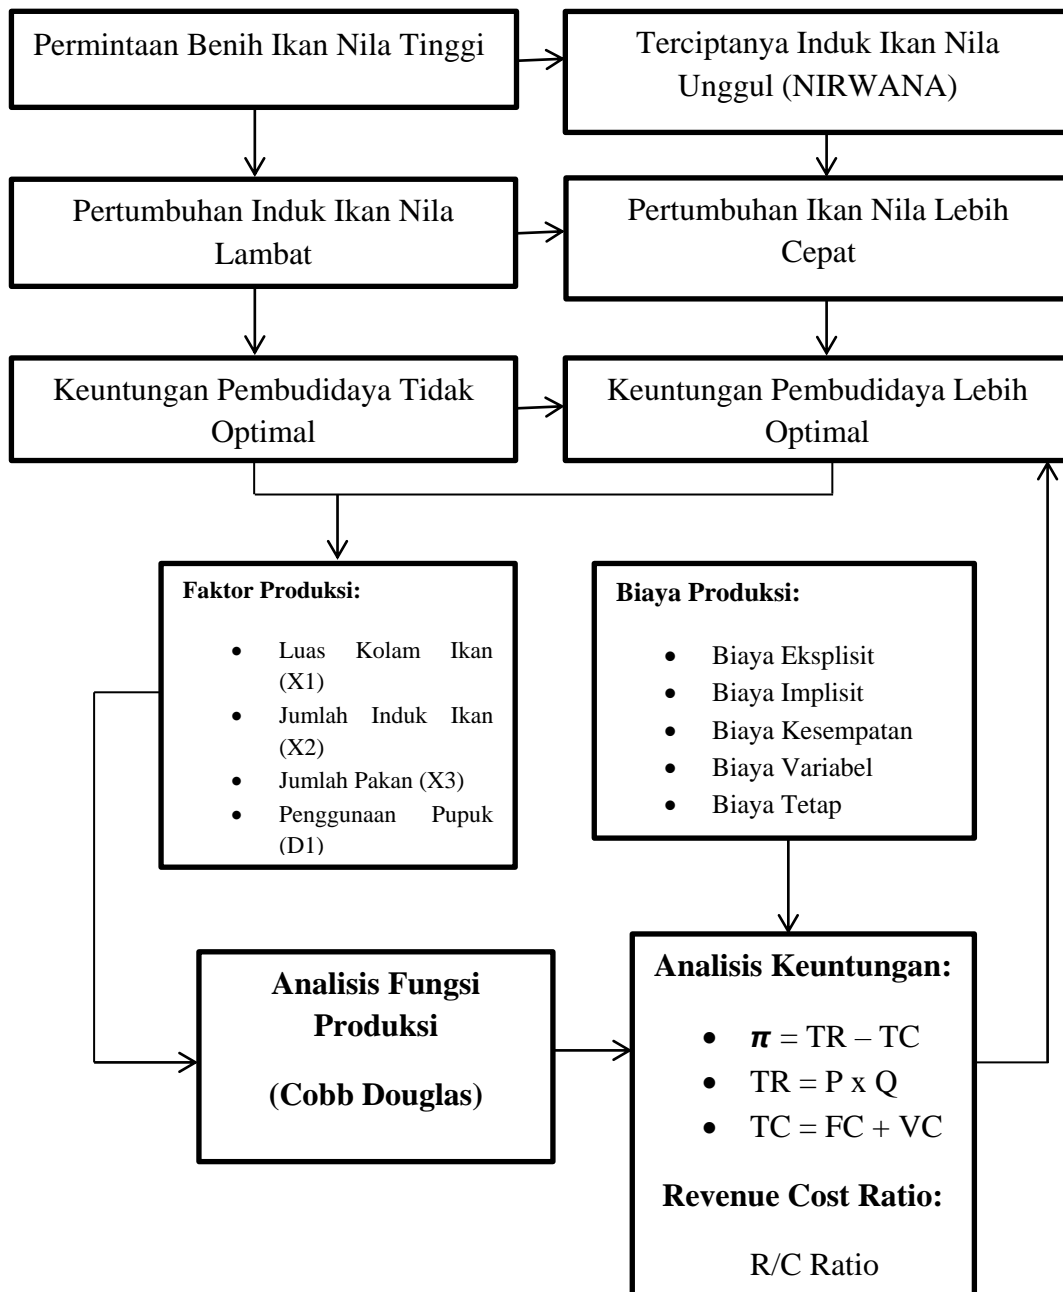 Permintaan Benih Ikan Nila Tinggi
Terciptanya Induk Ikan Nila
Unggul (NIRWANA)
Pertumbuhan Induk Ikan Nila
Lambat
Pertumbuhan Ikan Nila Lebih
Cepat
Keuntungan Pembudidaya Tidak
Optimal
Keuntungan Pembudidaya Lebih
Optimal
Faktor Produksi:
• Luas Kolam Ikan
(X1)
• Jumlah Induk Ikan
(X2)
• Jumlah Pakan (X3)
• Penggunaan Pupuk
(D1)
Biaya Produksi:
• Biaya Eksplisit
• Biaya Implisit
• Biaya Kesempatan
• Biaya Variabel
• Biaya Tetap
Analisis Fungsi
Produksi
(Cobb Douglas)
Analisis Keuntungan:
• π = TR – TC
• TR = P x Q
• TC = FC + VC
Revenue Cost Ratio:
R/C Ratio